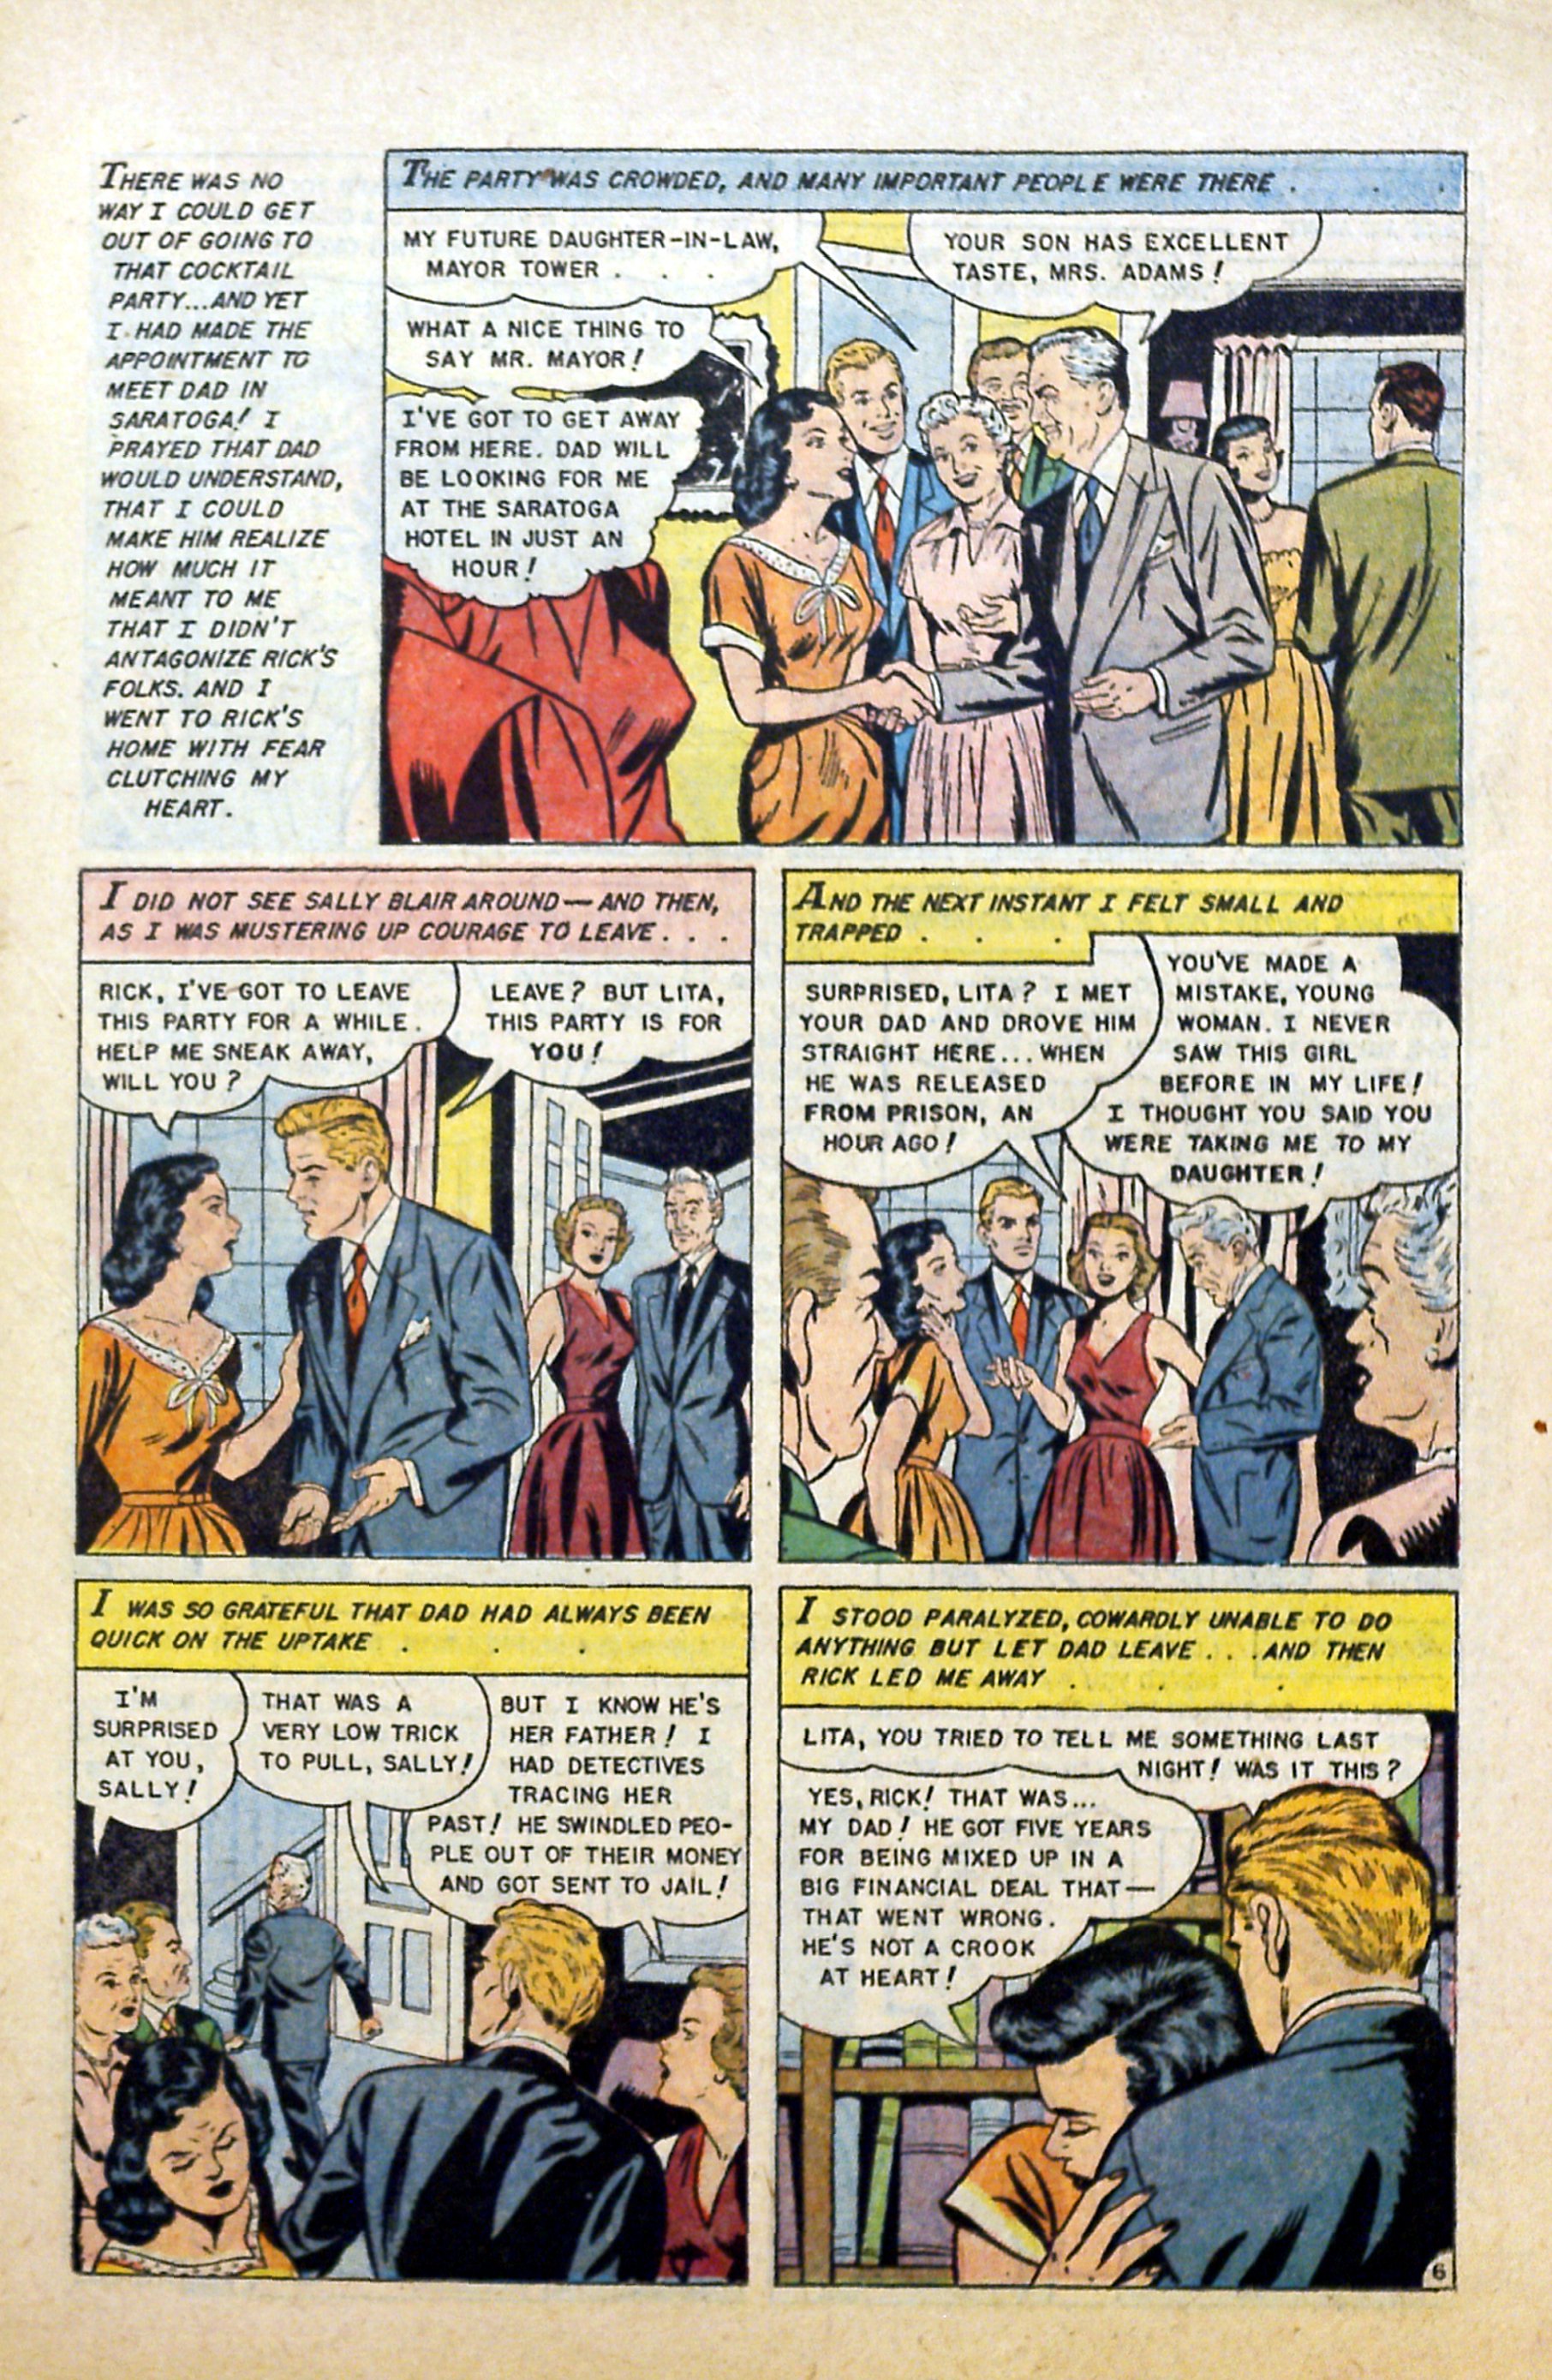 THERE WAS NO
WAY I COULD GET
OUT OF GOING TO
THAT COCKTAIL
PARTY...AND YET
I HAD MADE THE
APPOINTMENT TO
MEET DAD IN
SARATOGA! I
PRAYED THAT DAD
WOULD UNDERSTAND,
THAT I COULD
MAKE HIM REALIZE
HOW MUCH IT
MEANT TO ME
THAT I DIDN'T
ANTAGONIZE RICK'S
FOLKS. AND I
WENT TO RICK'S
HOME WITH FEAR
CLUTCHING MY
HEART.
THE PARTY WAS CROWDED, AND MANY IMPORTANT PEOPLE WERE THERE . . .
MY FUTURE DAUGHTER-IN-LAW,
MAYOR TOWER . . .
YOUR SON HAS EXCELLENT
TASTE, MRS. ADAMS!
WHAT A NICE THING TO
SAY MR. MAYOR!
I'VE GOT TO GET AWAY
FROM HERE. DAD WILL
BE LOOKING FOR ME
AT THE SARATOGA
HOTEL IN JUST AN
HOUR!
I DID NOT SEE SALLY BLAIR AROUND—AND THEN,
AS I WAS MUSTERING UP COURAGE TO LEAVE . . .
RICK, I'VE GOT TO LEAVE
THIS PARTY FOR A WHILE.
HELP ME SNEAK AWAY,
WILL YOU?
LEAVE? BUT LITA,
THIS PARTY IS FOR
YOU!
AND THE NEXT INSTANT I FELT SMALL AND
TRAPPED . . .
SURPRISED, LITA? I MET
YOUR DAD AND DROVE HIM
STRAIGHT HERE...WHEN
HE WAS RELEASED
FROM PRISON, AN
HOUR AGO!
YOU'VE MADE A
MISTAKE, YOUNG
WOMAN. I NEVER
SAW THIS GIRL
BEFORE IN MY LIFE!
I THOUGHT YOU SAID YOU
WERE TAKING ME TO MY
DAUGHTER!
I WAS SO GRATEFUL THAT DAD HAD ALWAYS BEEN
QUICK ON THE UPTAKE . . .
I'M
SURPRISED
AT YOU,
SALLY!
THAT WAS A
VERY LOW TRICK
TO PULL, SALLY!
BUT I KNOW HE'S
HER FATHER! I
HAD DETECTIVES
TRACING HER
PAST! HE SWINDLED PEO-
PLE OUT OF THEIR MONEY
AND GOT SENT TO JAIL!
I STOOD PARALYZED, COWARDLY UNABLE TO DO
ANYTHING BUT LET DAD LEAVE . . . AND THEN
RICK LED ME AWAY . . .
LITA, YOU TRIED TO TELL ME SOMETHING LAST
NIGHT! WAS IT THIS?
YES, RICK! THAT WAS...
MY DAD! HE GOT FIVE YEARS
FOR BEING MIXED UP IN A
BIG FINANCIAL DEAL THAT—
THAT WENT WRONG.
HE'S NOT A CROOK
AT HEART!
6